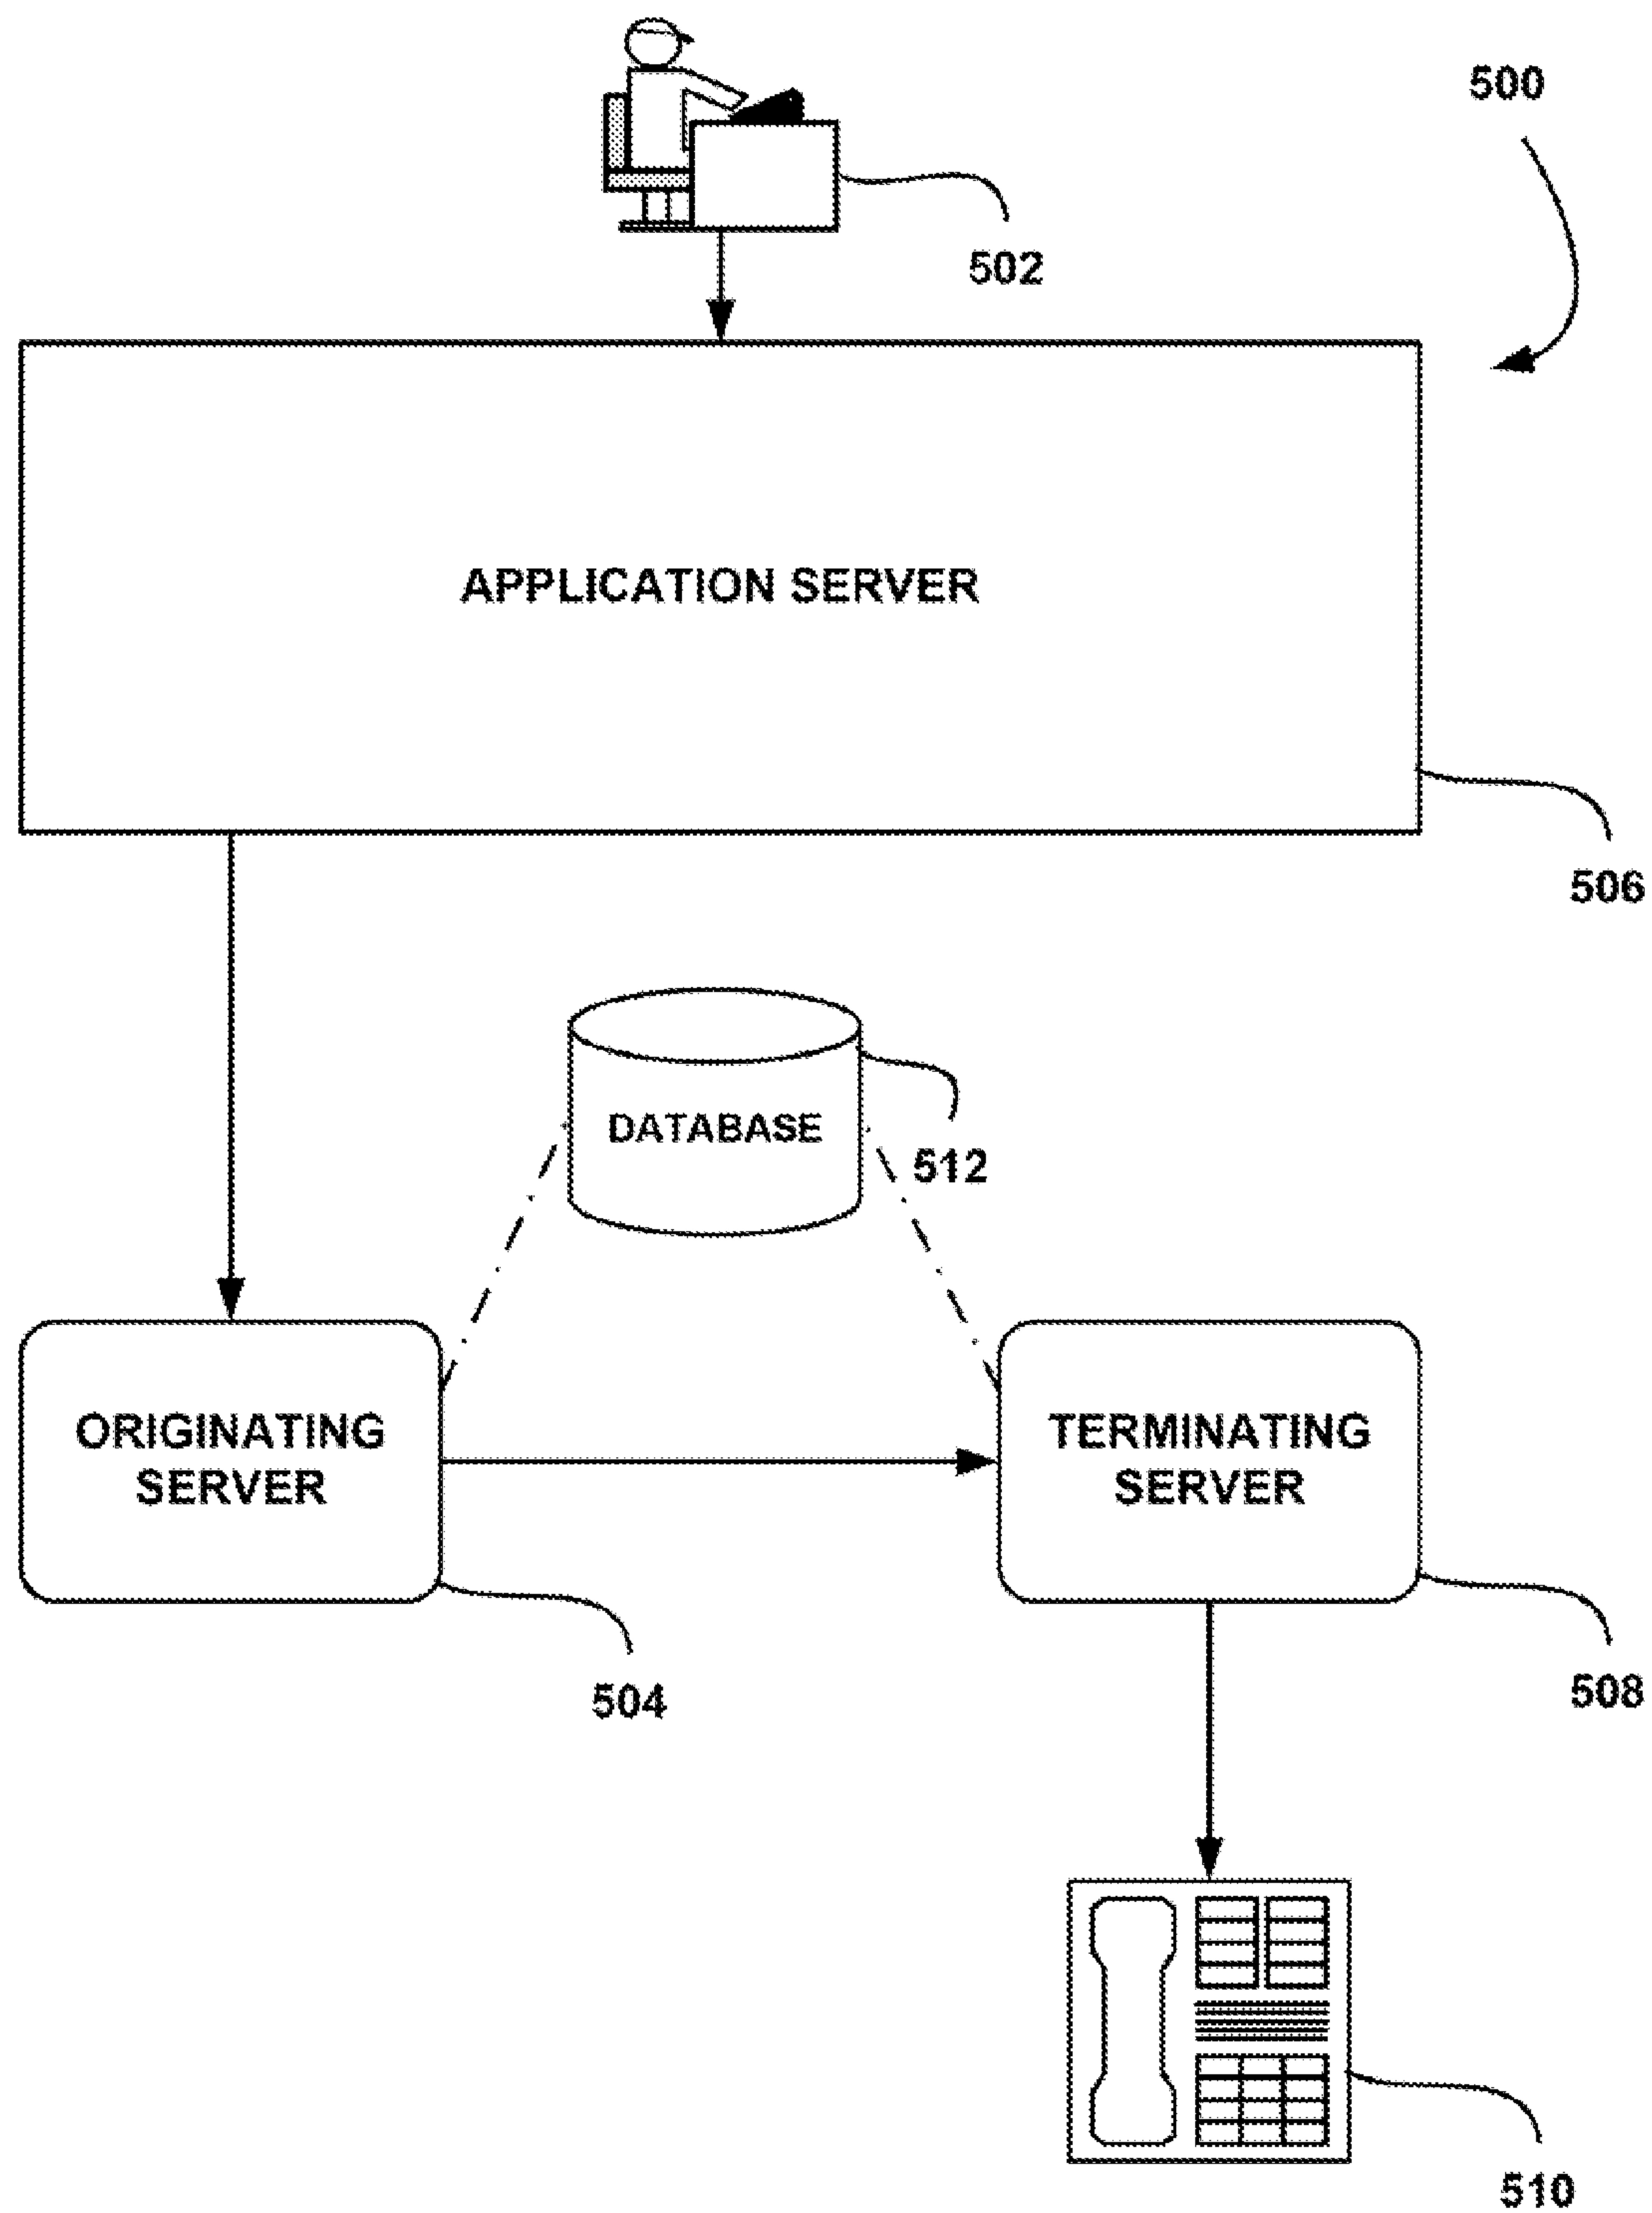 500
502
APPLICATION SERVER
506
DATABASE
512
ORIGINATING
SERVER
TERMINATING
SERVER
504
508
510